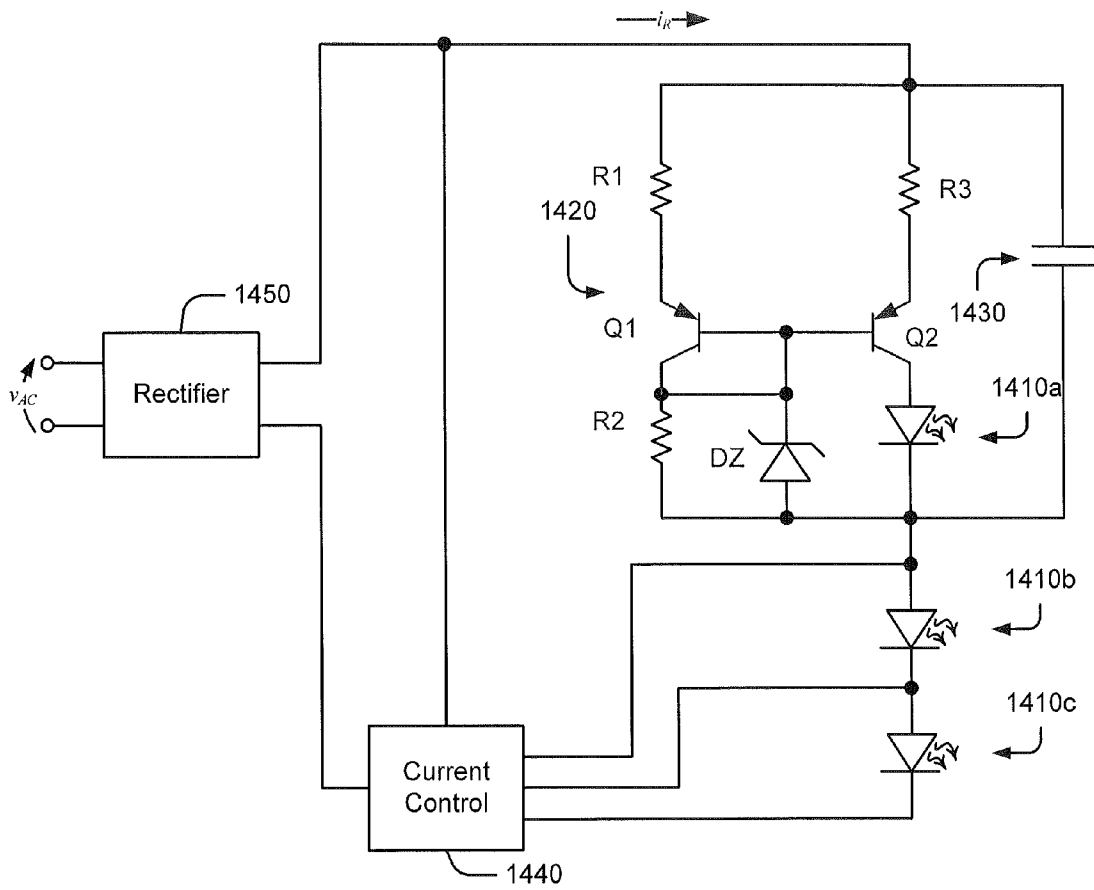 i_R
R1
R3
1420
1430
1450
Q1
Q2
Rectifier
v_AC
1410a
R2
DZ
1410b
1410c
Current
Control
1440